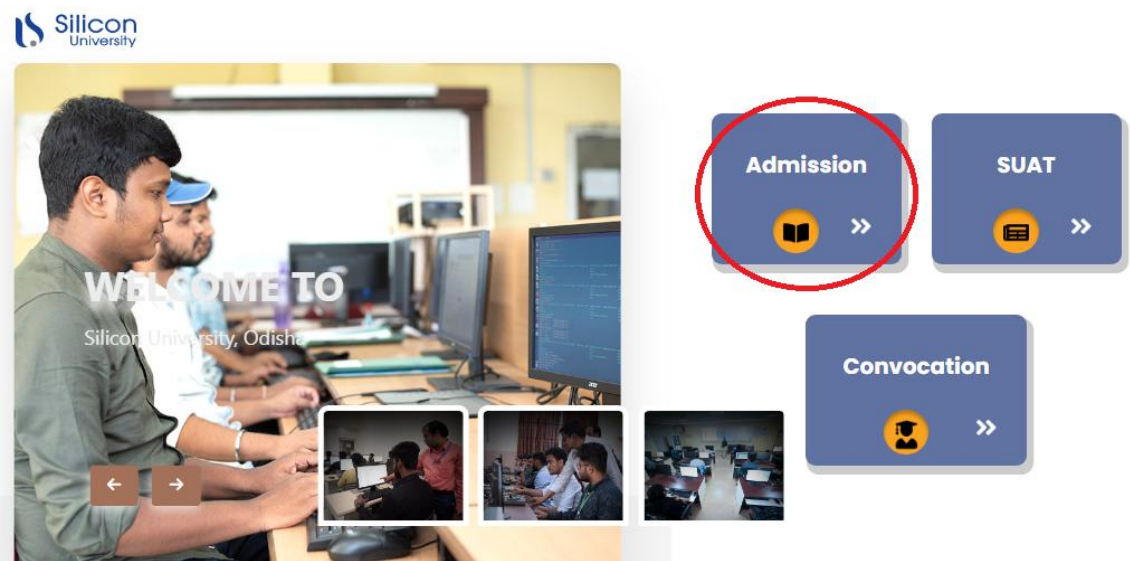 Silicon
University
WELCOME TO
Silicon University, Odisha
Admission
SUAT
Convocation